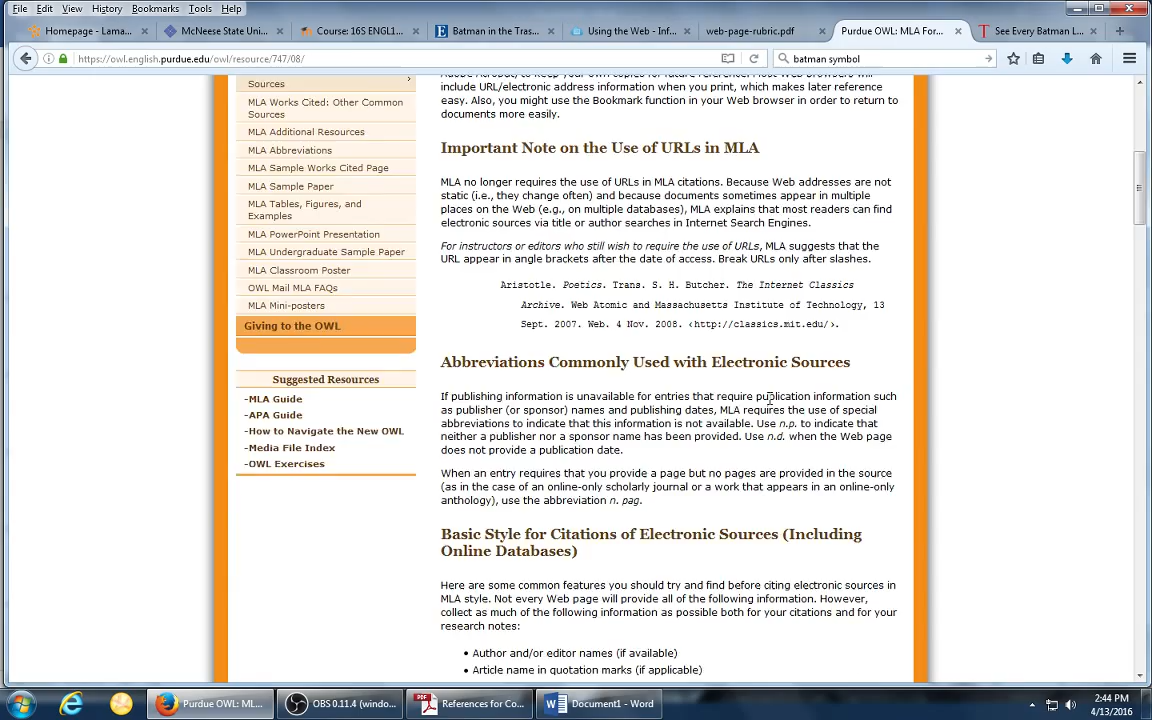 File Edit View History Bookmarks Tools Help
Homepage - Lama...
McNeese State Uni...
Course: 16S ENGL1...
Batman in the Tras...
Using the Web - Inf...
web-page-rubric.pdf
Purdue OWL: MLA For...
See Every Batman L...
https://owl.english.purdue.edu/owl/resource/747/08/
batman symbol
Sources
MLA Works Cited: Other Common
Sources
MLA Additional Resources
MLA Abbreviations
MLA Sample Works Cited Page
MLA Sample Paper
MLA Tables, Figures, and
Examples
MLA PowerPoint Presentation
MLA Undergraduate Sample Paper
MLA Classroom Poster
OWL Mail MLA FAQs
MLA Mini-posters
Giving to the OWL
Suggested Resources
-MLA Guide
-APA Guide
-How to Navigate the New OWL
-Media File Index
-OWL Exercises
Adobe Acrobat) to keep your own copies for future reference. Most Web browsers will
include URL/electronic address information when you print, which makes later reference
easy. Also, you might use the Bookmark function in your Web browser in order to return to
documents more easily.
Important Note on the Use of URLs in MLA
MLA no longer requires the use of URLs in MLA citations. Because Web addresses are not
static (i.e., they change often) and because documents sometimes appear in multiple
places on the Web (e.g., on multiple databases), MLA explains that most readers can find
electronic sources via title or author searches in Internet Search Engines.
For instructors or editors who still wish to require the use of URLs, MLA suggests that the
URL appear in angle brackets after the date of access. Break URLs only after slashes.
Aristotle. Poetics. Trans. S. H. Butcher. The Internet Classics
Archive. Web Atomic and Massachusetts Institute of Technology, 13
Sept. 2007. Web. 4 Nov. 2008. ‹http://classics.mit.edu/›.
Abbreviations Commonly Used with Electronic Sources
If publishing information is unavailable for entries that require publication information such
as publisher (or sponsor) names and publishing dates, MLA requires the use of special
abbreviations to indicate that this information is not available. Use n.p. to indicate that
neither a publisher nor a sponsor name has been provided. Use n.d. when the Web page
does not provide a publication date.
When an entry requires that you provide a page but no pages are provided in the source
(as in the case of an online-only scholarly journal or a work that appears in an online-only
anthology), use the abbreviation n. pag.
Basic Style for Citations of Electronic Sources (Including
Online Databases)
Here are some common features you should try and find before citing electronic sources in
MLA style. Not every Web page will provide all of the following information. However,
collect as much of the following information as possible both for your citations and for your
research notes:
• Author and/or editor names (if available)
• Article name in quotation marks (if applicable)
Purdue OWL: ML...
OBS 0.11.4 (windo...
References for Co...
Document1 - Word
2:44 PM
4/13/2016